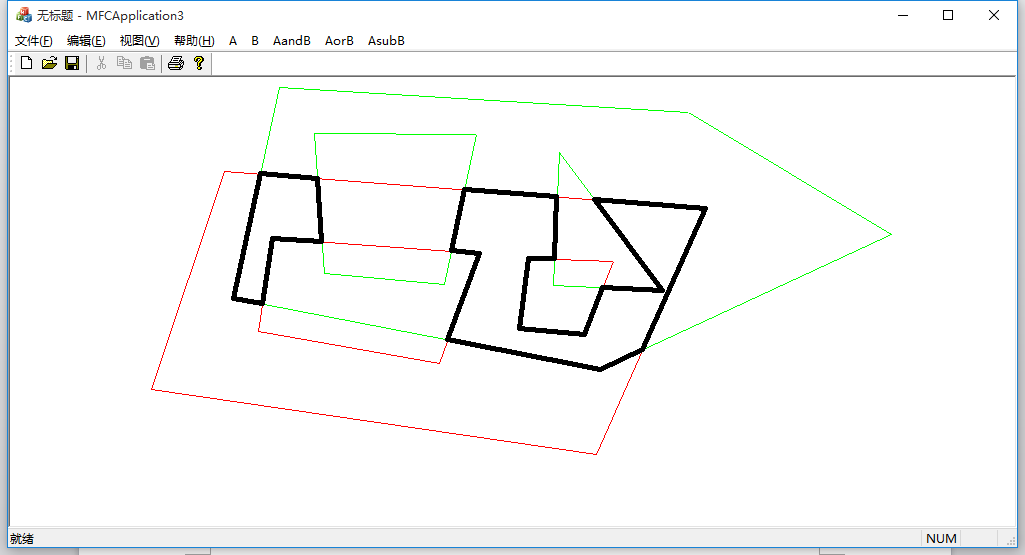 无标题 - MFCApplication3
文件(F) 编辑(E) 视图(V) 帮助(H) A B AandB AorB AsubB
就绪 NUM